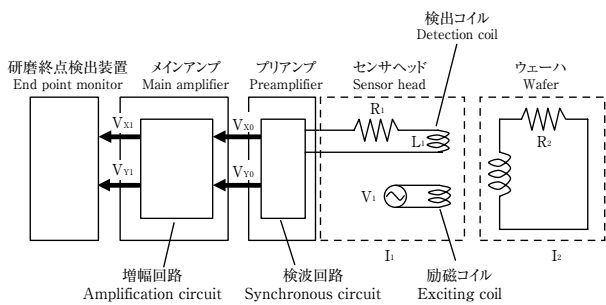 検出コイル
Detection coil
研磨終点検出装置
End point monitor
メインアンプ
Main amplifier
プリアンプ
Preamplifier
センサヘッド
Sensor head
ウェーハ
Wafer
R1
R2
VX1
VX0
L1
VY1
VY0
V1
I1
I2
増幅回路
Amplification circuit
検波回路
Synchronous circuit
励磁コイル
Exciting coil